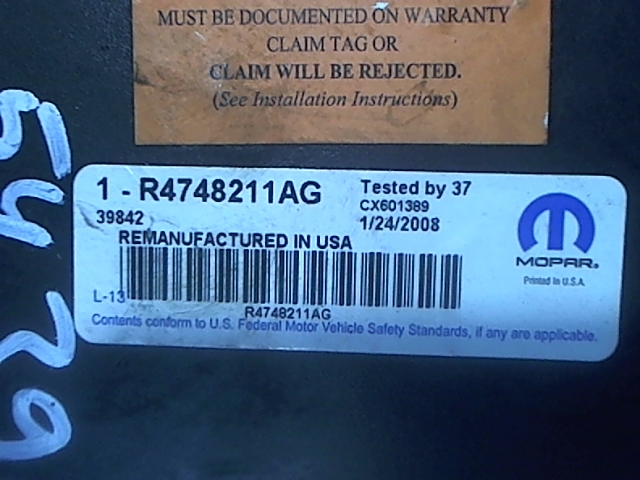 MUST BE DOCUMENTED ON WARRANTY
CLAIM TAG OR
CLAIM WILL BE REJECTED.
(See Installation Instructions)
1 - R4748211AG
Tested by 37
39842
CX601389
1/24/2008
REMANUFACTURED IN USA
MOPAR®
Printed In U.S.A.
L-13
R4748211AG
Contents conform to U.S. Federal Motor Vehicle Safety Standards, if any are applicable.
5429